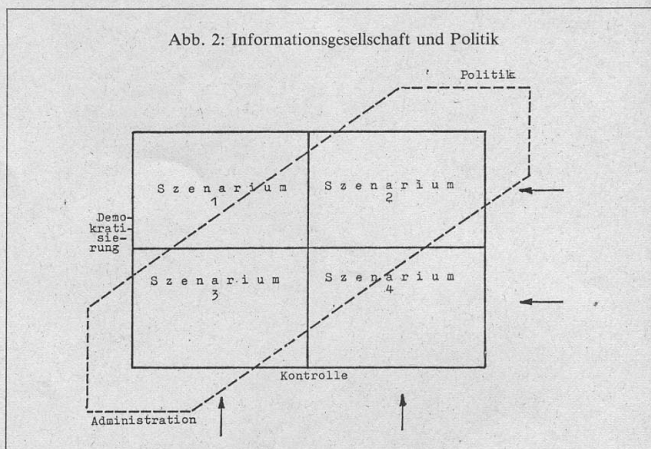 Abb. 2: Informationsgesellschaft und Politik
Politik
Szenarium
1
Szenarium
2
Demo-
krati-
sie-
rung
Szenarium
3
Szenarium
4
Kontrolle
Administration